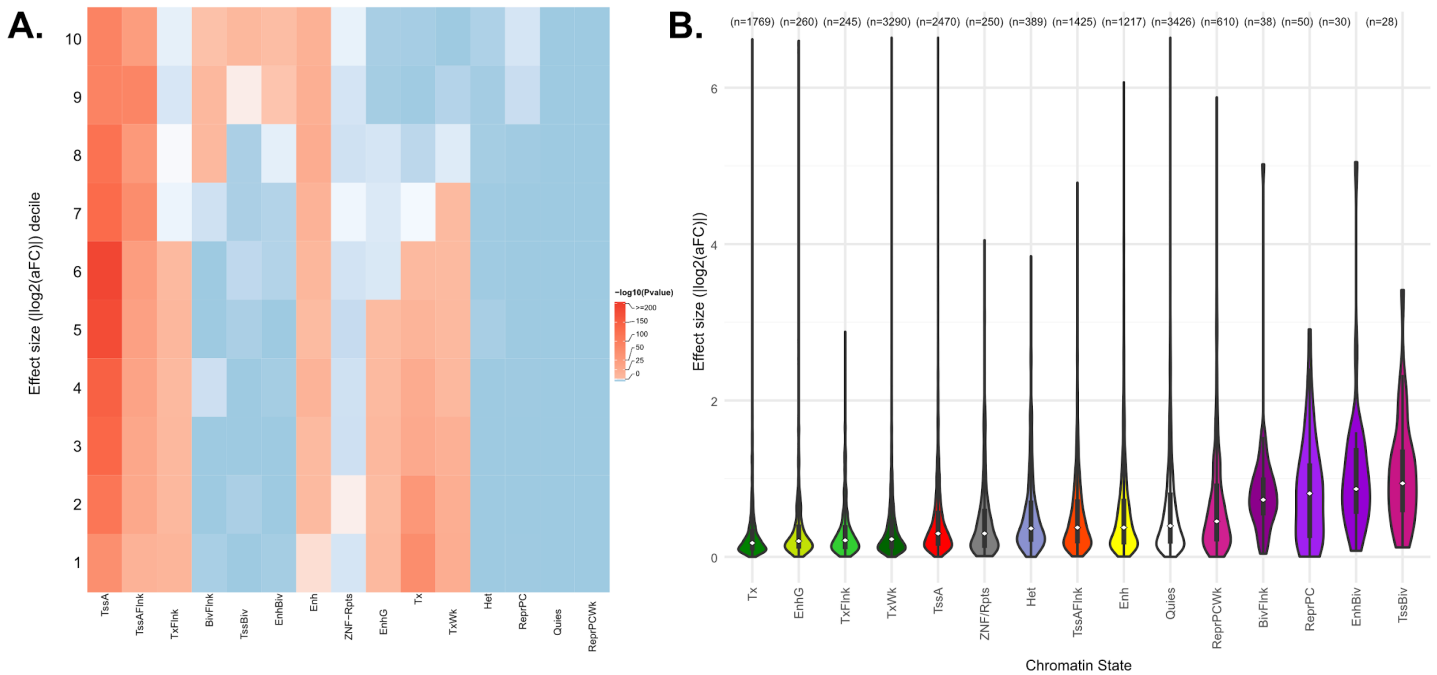 A.
Effect size (|log2(aFC)|) decile
10
9
8
7
6
5
4
3
2
1
TssA
TssAFlnk
TxFlnk
BivFlnk
TssBiv
EnhBiv
Enh
ZNF-Rpts
EnhG
Tx
TxWk
Het
ReprPC
Quies
ReprPCWk
−log10(Pvalue)
>=200
150
100
50
25
0
B.
(n=1769) (n=260) (n=245) (n=3290) (n=2470) (n=250) (n=389) (n=1425) (n=1217) (n=3426) (n=610) (n=38) (n=50) (n=30) (n=28)
Effect size (|log2(aFC)|)
6
4
2
0
Tx
EnhG
TxFlnk
TxWk
TssA
ZNF/Rpts
Het
TssAFlnk
Enh
Quies
ReprPCWk
BivFlnk
ReprPC
EnhBiv
TssBiv
Chromatin State